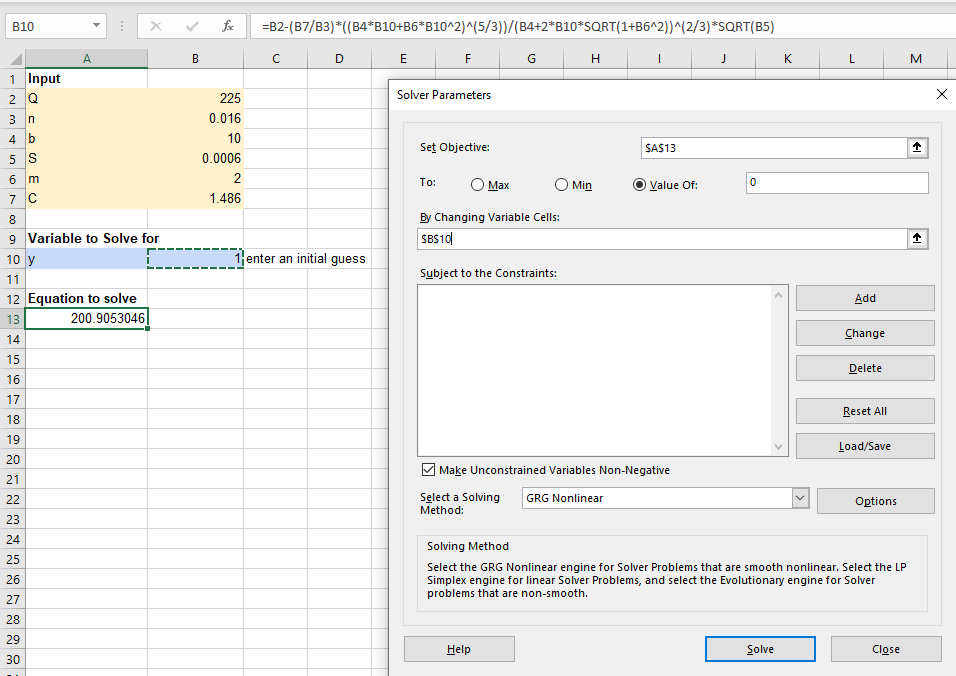 B10 fx =B2-(B7/B3)*((B4*B10+B6*B10^2)^(5/3))/(B4+2*B10*SQRT(1+B6^2))^(2/3)*SQRT(B5)
A B C D E F G H I J K L M
1 Input
2 Q 225
3 n 0.016
4 b 10
5 S 0.0006
6 m 2
7 C 1.486
8
9 Variable to Solve for
10 y 1 enter an initial guess
11
12 Equation to solve
13 200.9053046
14
15
16
17
18
19
20
21
22
23
24
25
26
27
28
29
30
Solver Parameters
Set Objective: $A$13
To: Max Min Value Of: 0
By Changing Variable Cells:
$B$10
Subject to the Constraints:
Add
Change
Delete
Reset All
Load/Save
Make Unconstrained Variables Non-Negative
Select a Solving
Method:
GRG Nonlinear
Options
Solving Method
Select the GRG Nonlinear engine for Solver Problems that are smooth nonlinear. Select the LP
Simplex engine for linear Solver Problems, and select the Evolutionary engine for Solver
problems that are non-smooth.
Help Solve Close